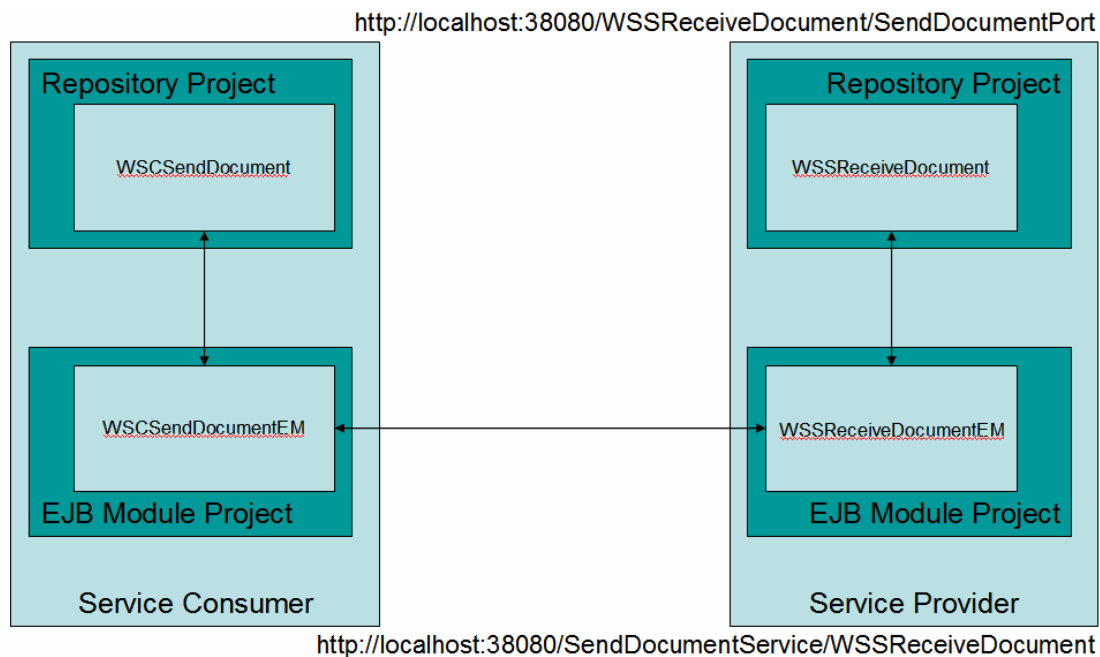 http://localhost:38080/WSSReceiveDocument/SendDocumentPort
Repository Project
WSCSendDocument
WSCSendDocumentEM
EJB Module Project
Service Consumer
Repository Project
WSSReceiveDocument
WSSReceiveDocumentEM
EJB Module Project
Service Provider
http://localhost:38080/SendDocumentService/WSSReceiveDocument